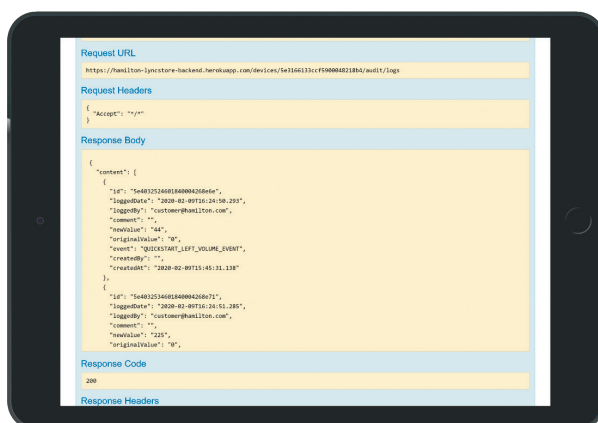 Request URL
https://hamilton-lyncstore-backend.herokuapp.com/devices/5e3166133ccf5900048218b4/audit/logs
Request Headers
{
"Accept": "*/*"
}
Response Body
{
"content": [
{
"id": "5e4032524601840004268e6e",
"loggedDate": "2020-02-09T16:24:50.293",
"loggedBy": "customer@hamilton.com",
"comment": "",
"newValue": "44",
"originalValue": "0",
"event": "QUICKSTART_LEFT_VOLUME_EVENT",
"createdBy": "",
"createdAt": "2020-02-09T15:45:31.138"
},
{
"id": "5e4032534601840004268e71",
"loggedDate": "2020-02-09T16:24:51.285",
"loggedBy": "customer@hamilton.com",
"comment": "",
"newValue": "225",
"originalValue": "0",
Response Code
200
Response Headers